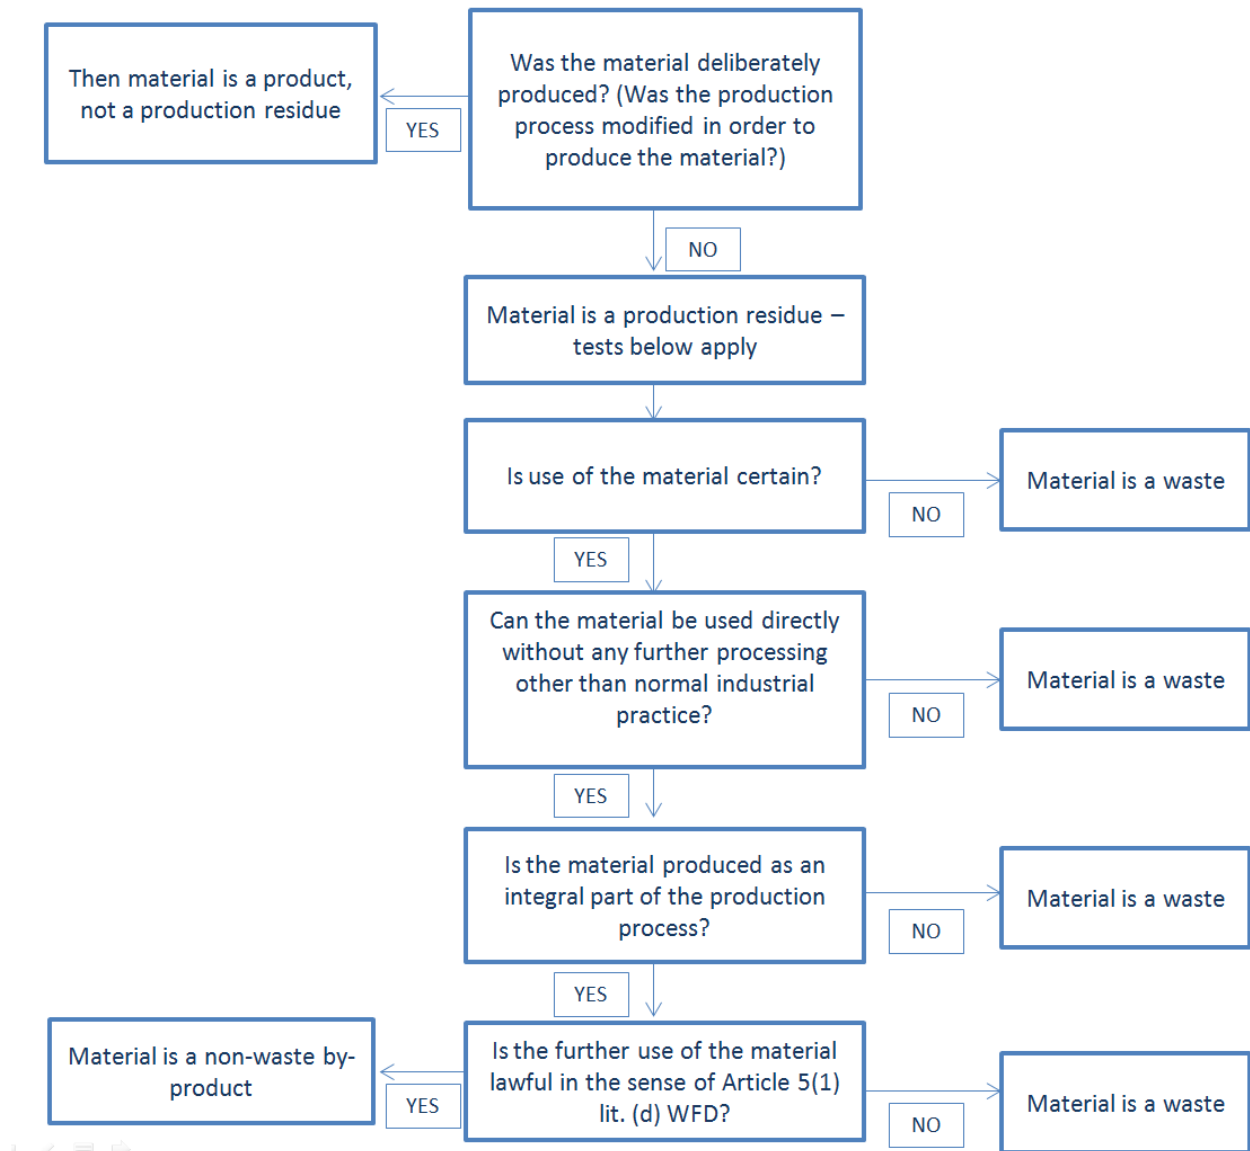 Then material is a product,
not a production residue
YES
Was the material deliberately
produced? (Was the production
process modified in order to
produce the material?)
NO
Material is a production residue –
tests below apply
Is use of the material certain?
NO
Material is a waste
YES
Can the material be used directly
without any further processing
other than normal industrial
practice?
NO
Material is a waste
YES
Is the material produced as an
integral part of the production
process?
NO
Material is a waste
YES
Is the further use of the material
lawful in the sense of Article 5(1)
lit. (d) WFD?
YES
Material is a non-waste by-
product
NO
Material is a waste